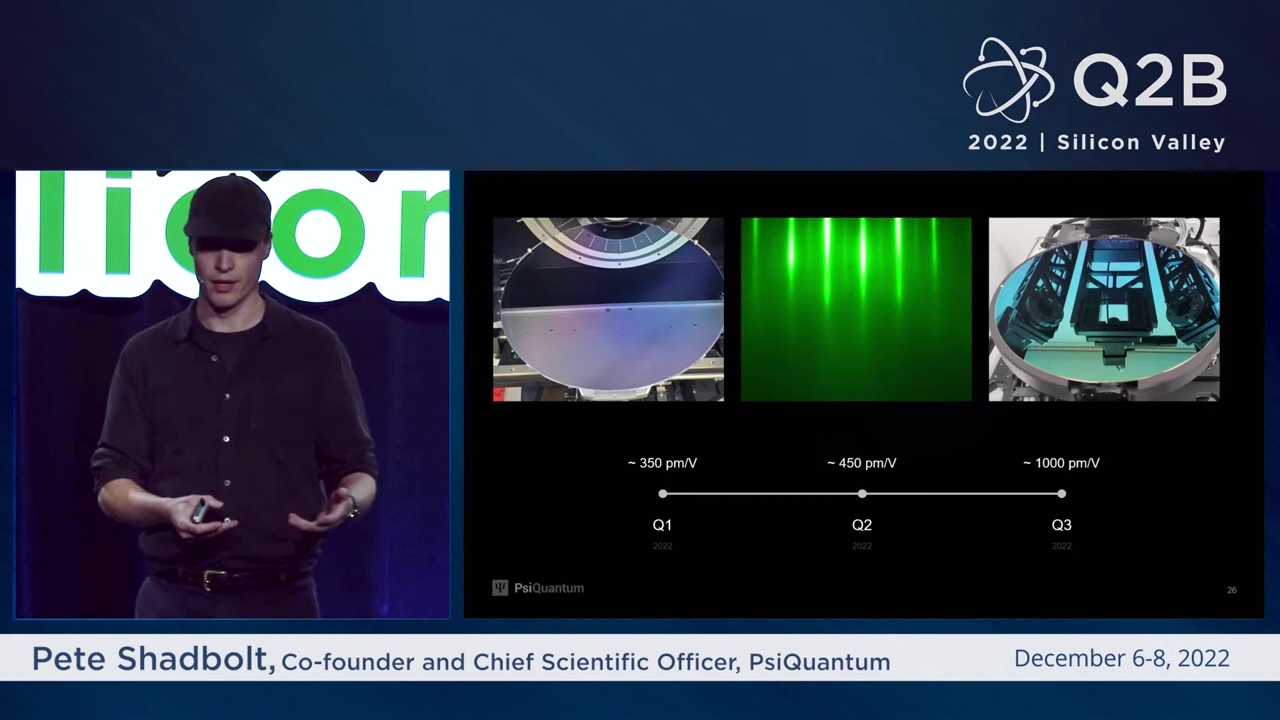 Q2B
2022 | Silicon Valley
licon
~ 350 pm/V
~ 450 pm/V
~ 1000 pm/V
Q1
Q2
Q3
2022
2022
2022
Ψ PsiQuantum
26
Pete Shadbolt, Co-founder and Chief Scientific Officer, PsiQuantum
December 6-8, 2022